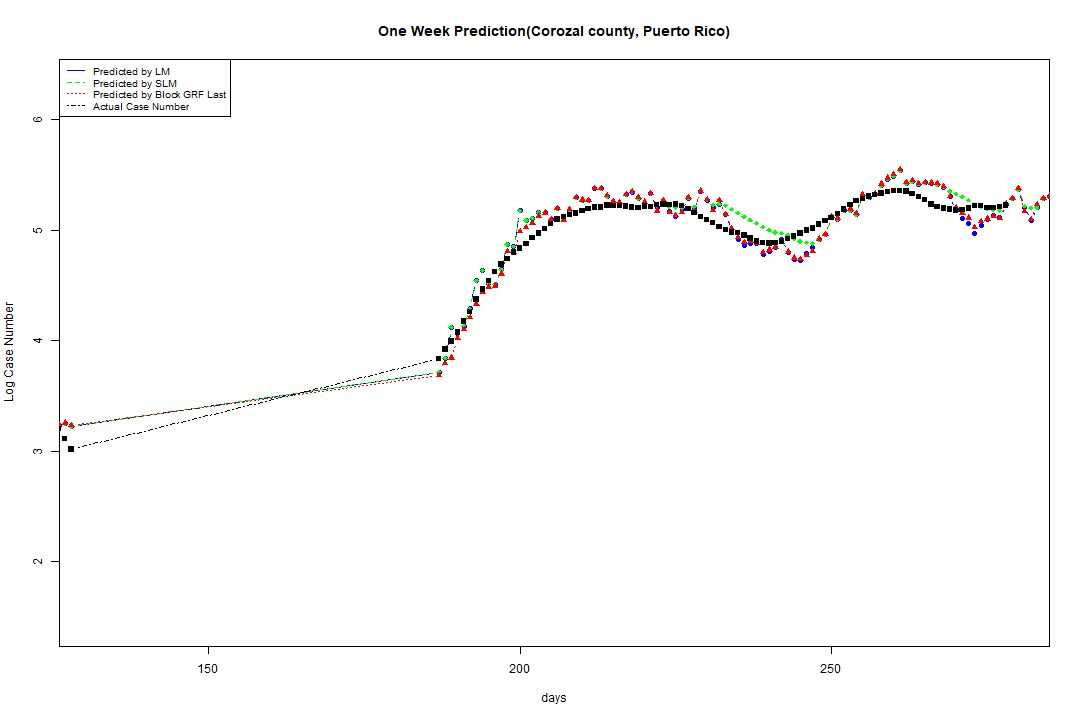 One Week Prediction(Corozal county, Puerto Rico)
Predicted by LM
Predicted by SLM
Predicted by Block GRF Last
Actual Case Number
6
5
4
3
2
Log Case Number
150
200
250
days